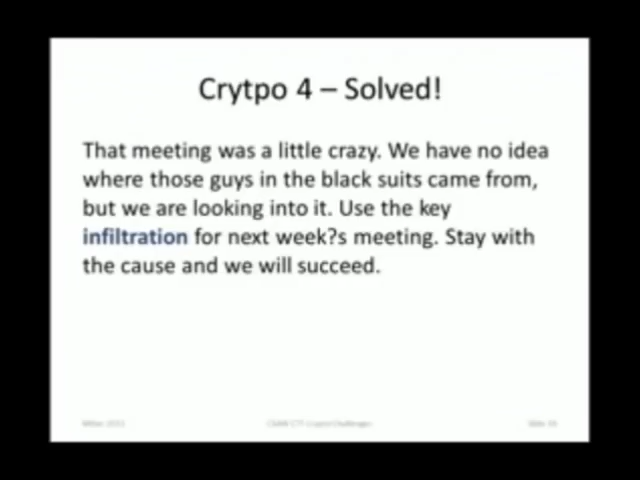 Crytpo 4 – Solved!
That meeting was a little crazy. We have no idea
where those guys in the black suits came from,
but we are looking into it. Use the key
infiltration for next week?s meeting. Stay with
the cause and we will succeed.